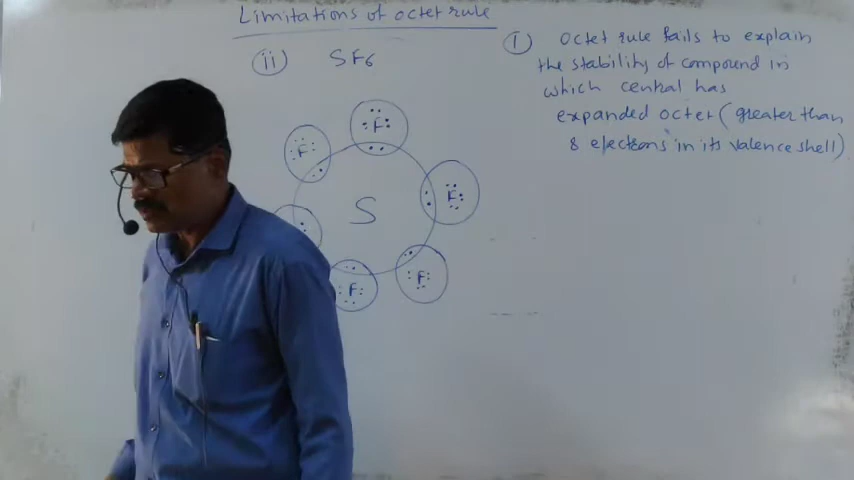 Limitations of octet rule
ii) SF6
i) Octet rule fails to explain
the stability of compound in
which central has
expanded octet (greater than
8 electrons in its valence shell)
F
F
F
S
F
F